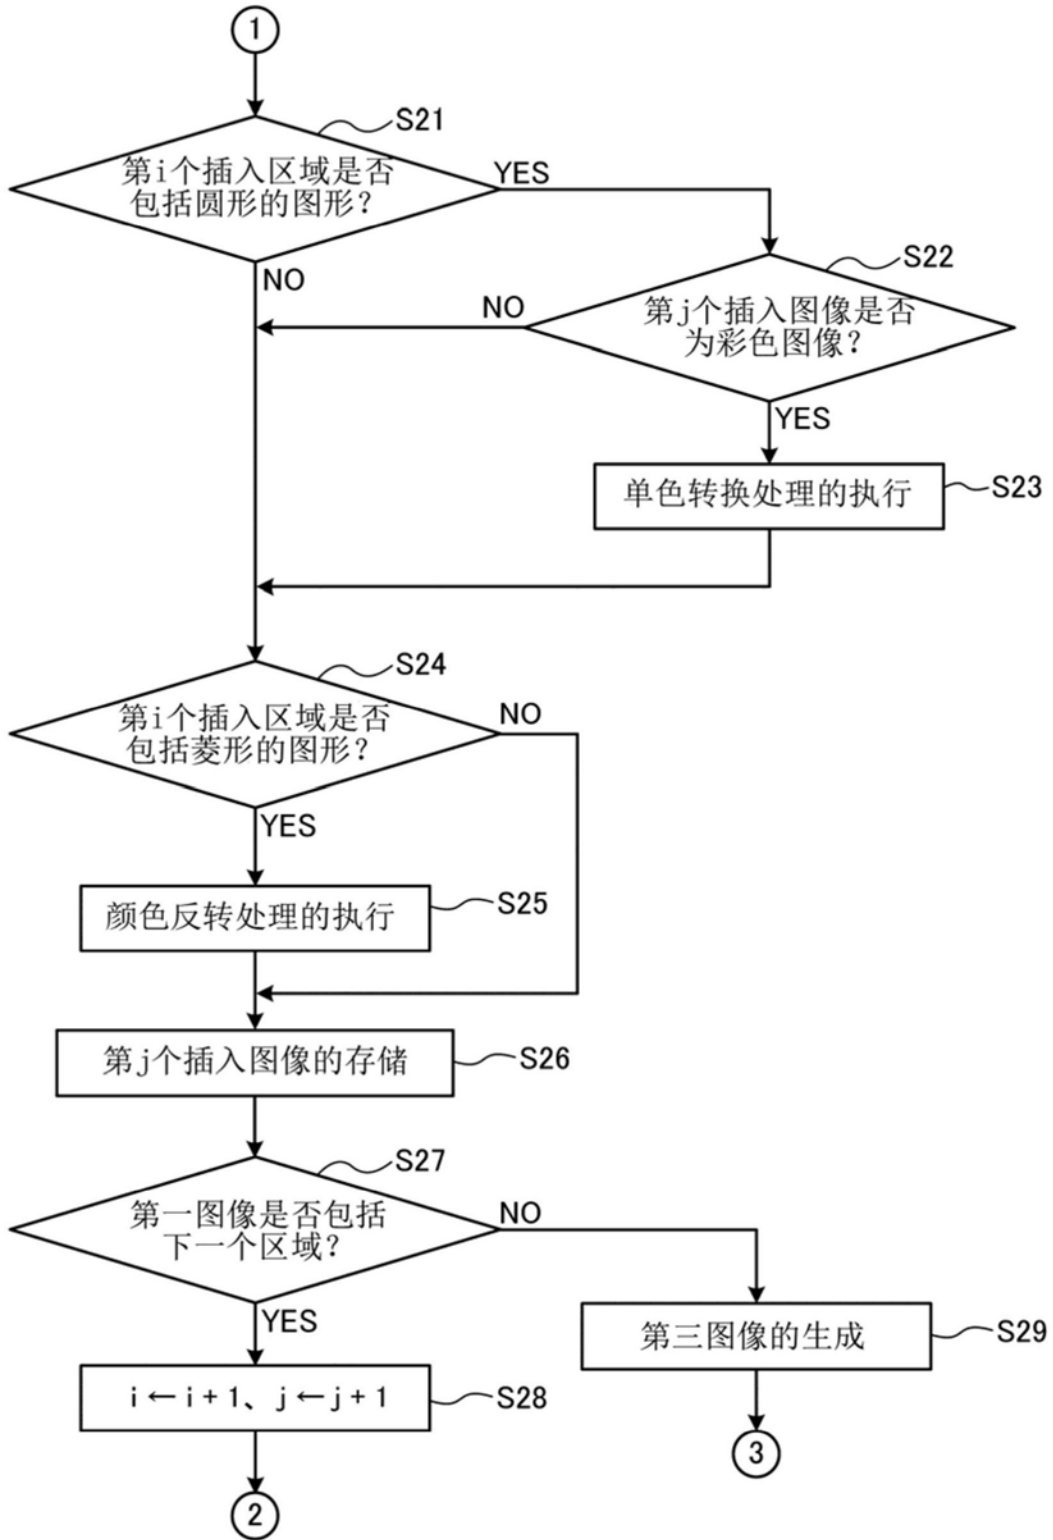 1
S21
第i个插入区域是否
包括圆形的图形?
YES
NO
S22
第j个插入图像是否
为彩色图像?
NO
YES
单色转换处理的执行
S23
S24
第i个插入区域是否
包括菱形的图形?
NO
YES
颜色反转处理的执行
S25
第j个插入图像的存储
S26
S27
第一图像是否包括
下一个区域?
NO
YES
第三图像的生成
S29
i←i+1、j←j+1
S28
3
2